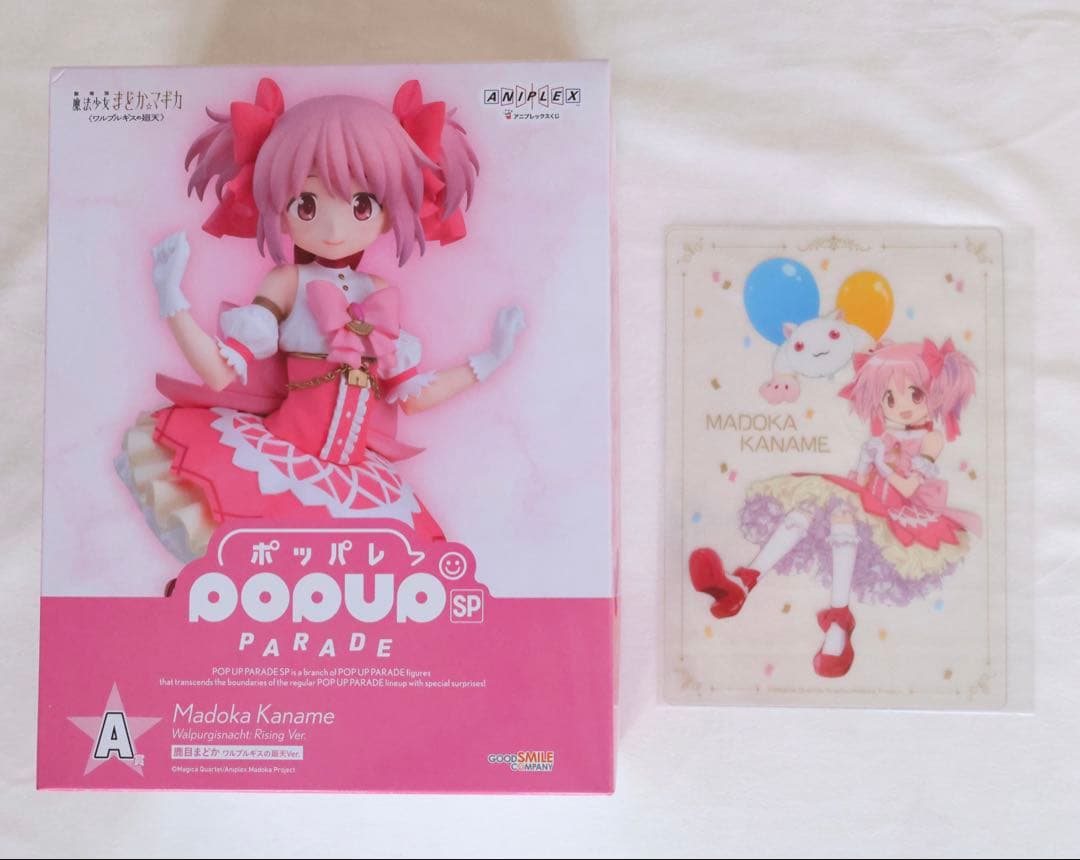 劇場版
魔法少女まどか☆マギカ
〈ワルプルギスの廻天〉
ANIPLEX
アニプレックスくじ
ポッパレっ
POPUP
SP
PARADE
POP UP PARADE SP is a branch of POP UP PARADE figures
that transcends the boundaries of the regular POP UP PARADE lineup with special surprises!
A賞
Madoka Kaname
Walpurgisnacht: Rising Ver.
鹿目まどか ワルプルギスの廻天Ver.
©Magica Quartet/Aniplex,Madoka Project
GOOD SMILE
COMPANY
MADOKA
KANAME